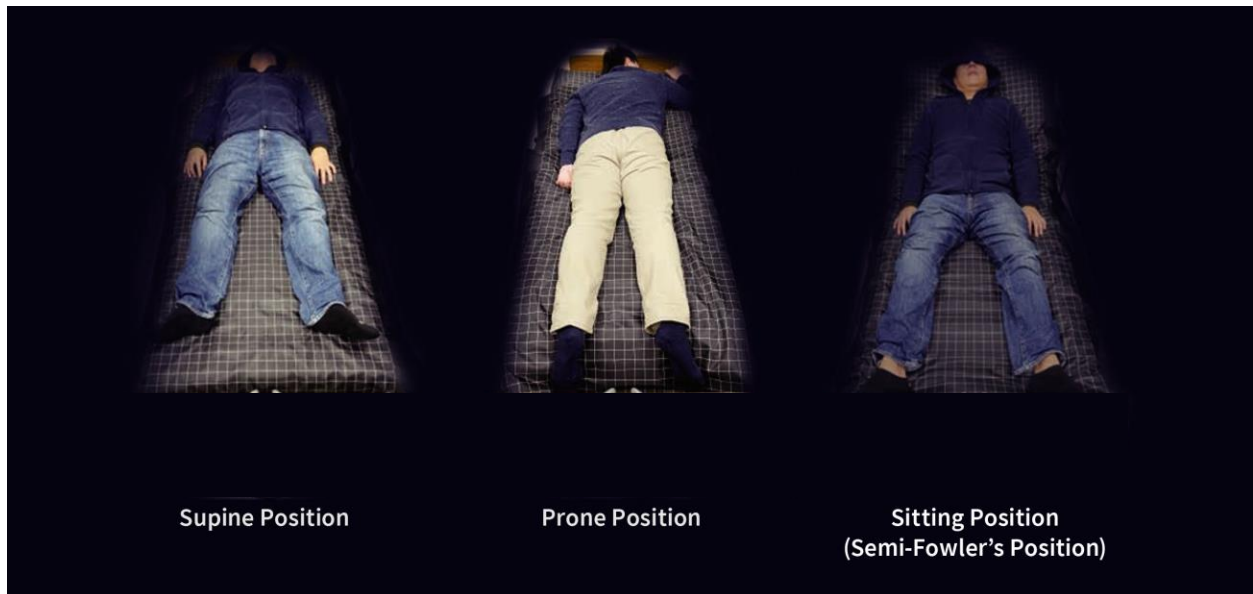 Supine Position
Prone Position
Sitting Position
(Semi-Fowler’s Position)